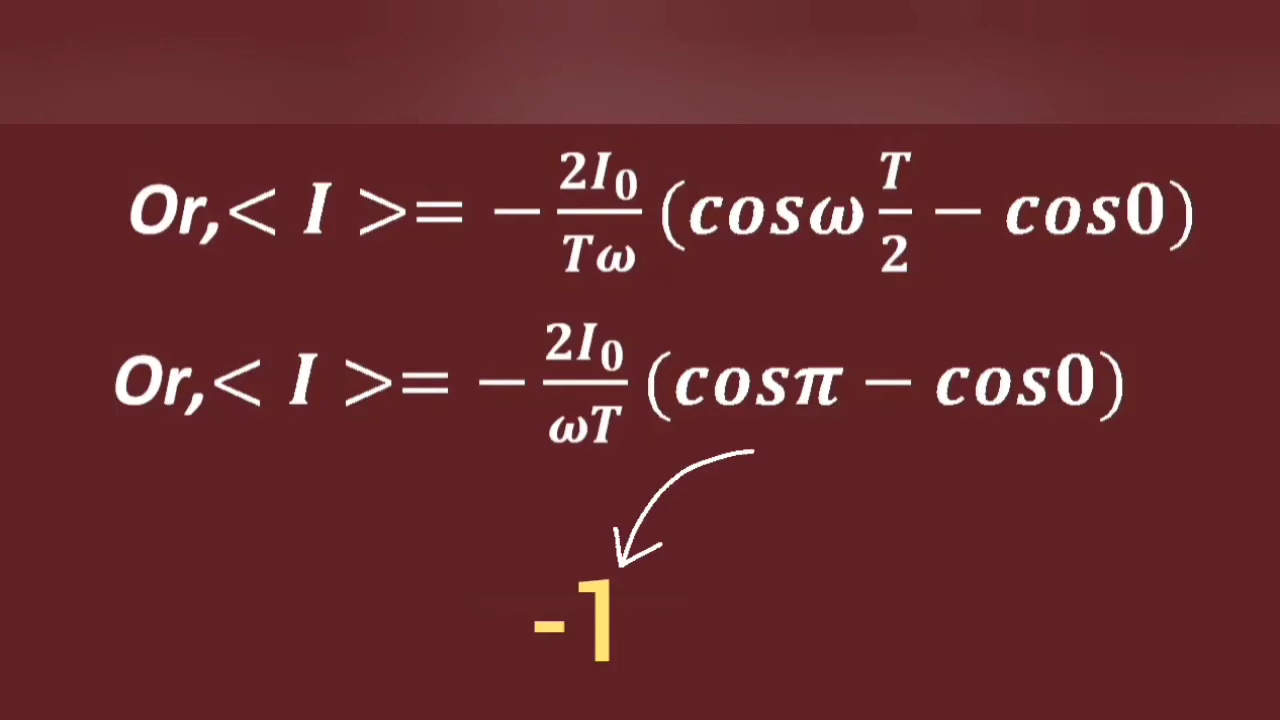 Or,< I >= − 2I₀/Tω (cosω T/2 − cos0)
Or,< I >= − 2I₀/ωT (cosπ − cos0)
-1